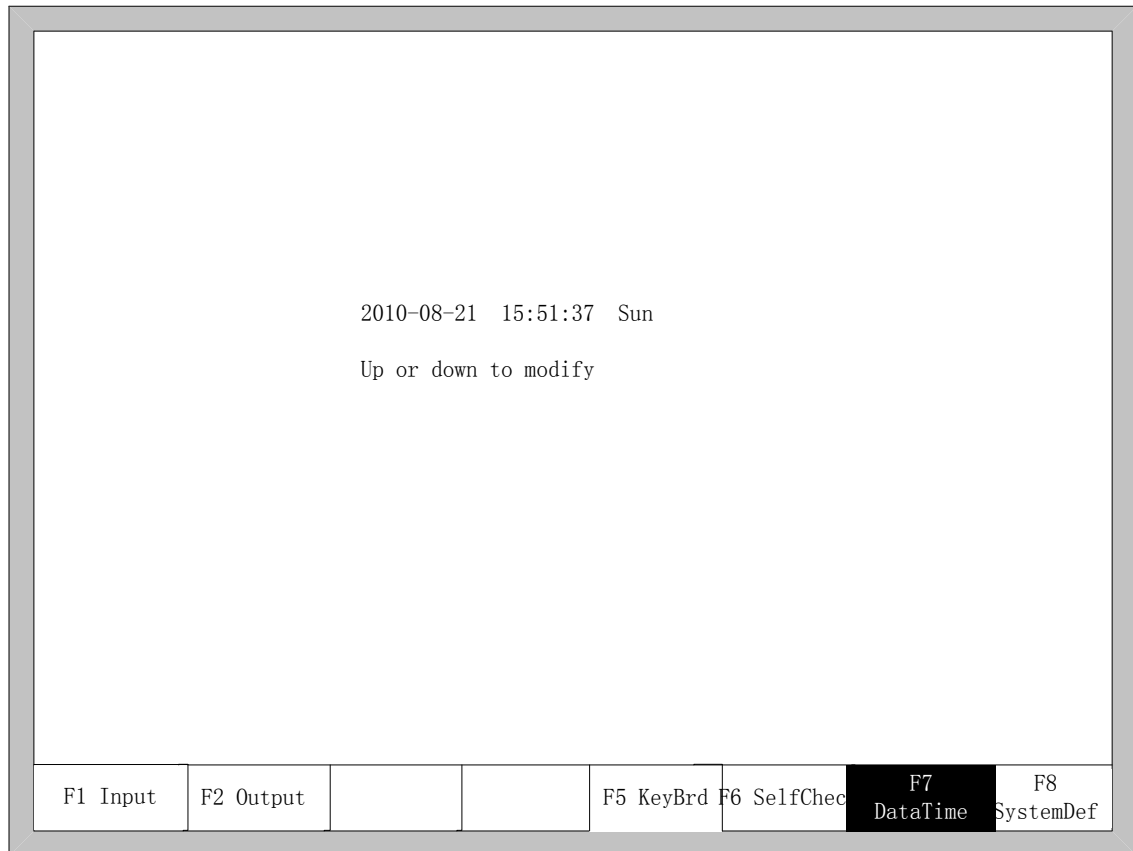 2010-08-21 15:51:37 Sun
Up or down to modify
F1 Input
F2 Output
F5 KeyBrd
F6 SelfChec
F7
DataTime
F8
SystemDef